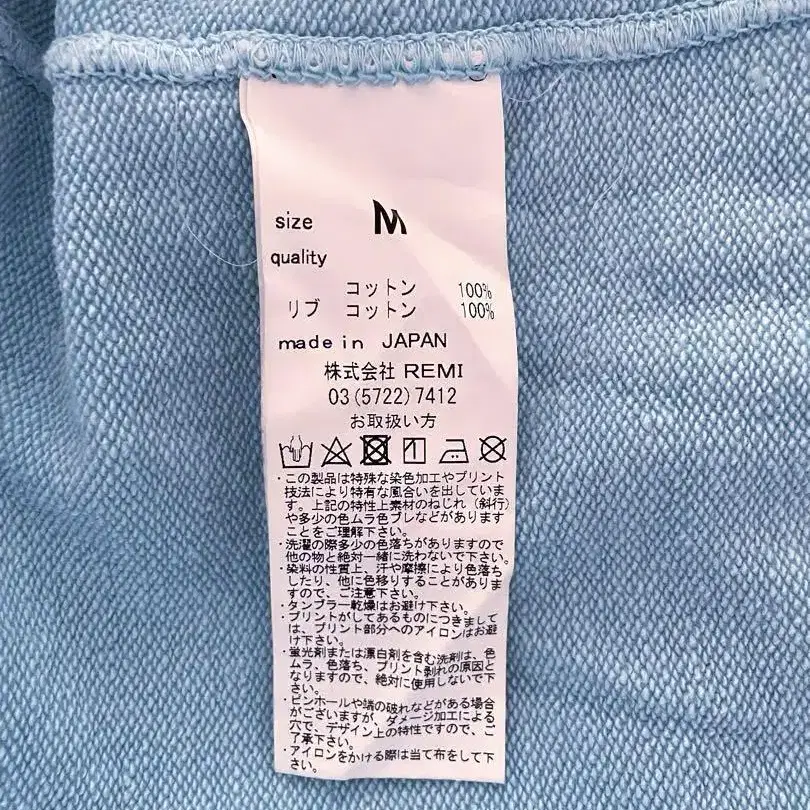 size M
quality
コットン 100%
リブ コットン 100%
made in JAPAN
株式会社 REMI
03(5722)7412
お取扱い方
・この製品は特殊な染色加工やプリント
技法により特有な風合いを出していま
す。上記の特性上素材のねじれ（斜行）
や多少の色ムラ色ブレなどがあります
ことをご理解下さい。
・洗濯の際多少の色落ちがありますので
他の物と絶対一緒に洗わないで下さい。
・染料の性質上、汗や摩擦により色落ち
したり、他に色移りすることがありま
すので、ご注意下さい。
・タンブラー乾燥はお避け下さい。
・プリントがしてあるものにつきまして
は、プリント部分へのアイロンはお避
け下さい。
・蛍光剤または漂白剤を含む洗剤は、色
ムラ、色落ち、プリント剥れの原因と
なりますので、絶対に使用しないで下
さい。
・ピンホールや端の破れなどがある場合
がございますが、ダメージ加工による
穴で、デザイン上の特性ですので、ご
了承下さい。
・アイロンをかける際は当て布をして下
さい。